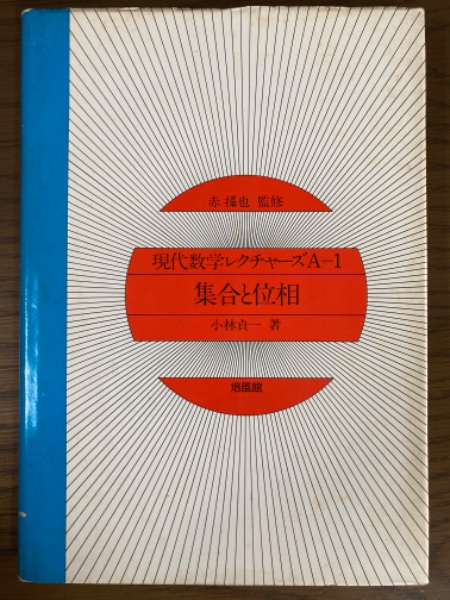 赤 攝也 監修
現代数学レクチャーズA-1
集合と位相
小林貞一 著
培風館